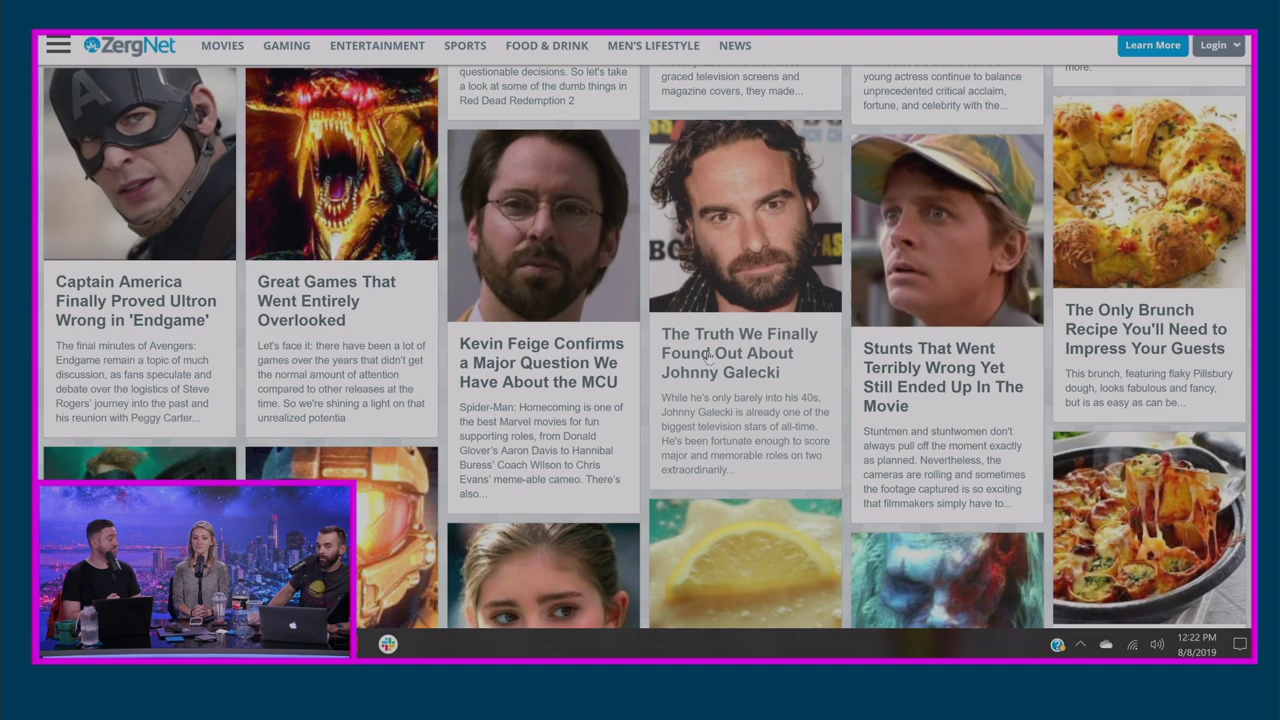 ZergNet
MOVIES
GAMING
ENTERTAINMENT
SPORTS
FOOD & DRINK
MEN'S LIFESTYLE
NEWS
Learn More
Login
A
Captain America
Finally Proved Ultron
Wrong in 'Endgame'
The final minutes of Avengers:
Endgame remain a topic of much
discussion, as fans speculate and
debate over the logistics of Steve
Rogers' journey into the past and
his reunion with Peggy Carter...
Great Games That
Went Entirely
Overlooked
Let's face it: there have been a lot of
games over the years that didn't get
the normal amount of attention
compared to other releases at the
time. So we're shining a light on that
unrealized potentia
questionable decisions. So let's take
a look at some of the dumb things in
Red Dead Redemption 2
Kevin Feige Confirms
a Major Question We
Have About the MCU
Spider-Man: Homecoming is one of
the best Marvel movies for fun
supporting roles, from Donald
Glover's Aaron Davis to Hannibal
Buress' Coach Wilson to Chris
Evans' meme-able cameo. There's
also...
graced television screens and
magazine covers, they made...
The Truth We Finally
Found Out About
Johnny Galecki
While he's only barely into his 40s,
Johnny Galecki is already one of the
biggest television stars of all-time.
He's been fortunate enough to score
major and memorable roles on two
extraordinarily...
young actress continue to balance
unprecedented critical acclaim,
fortune, and celebrity with the...
Stunts That Went
Terribly Wrong Yet
Still Ended Up In The
Movie
Stuntmen and stuntwomen don't
always pull off the moment exactly
as planned. Nevertheless, the
cameras are rolling and sometimes
the footage captured is so exciting
that filmmakers simply have to...
more.
The Only Brunch
Recipe You'll Need to
Impress Your Guests
This brunch, featuring flaky Pillsbury
dough, looks fabulous and fancy,
but is as easy as can be...
12:22 PM
8/8/2019